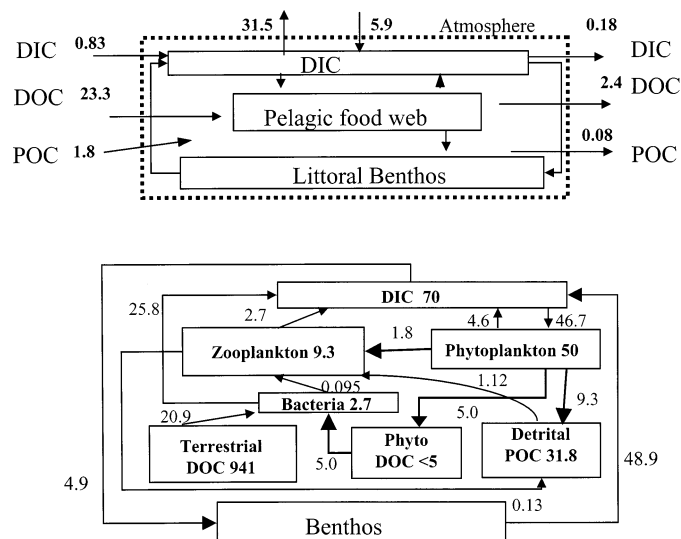 31.5
5.9
Atmosphere
0.18
DIC
0.83
DIC
DIC
DOC
23.3
2.4
DOC
Pelagic food web
0.08
POC
1.8
POC
Littoral Benthos
DIC 70
25.8
2.7
4.6
46.7
1.8
Zooplankton 9.3
Phytoplankton 50
1.12
0.095
Bacteria 2.7
5.0
9.3
20.9
Terrestrial
DOC 941
Phyto
DOC <5
5.0
Detrital
POC 31.8
48.9
4.9
0.13
Benthos